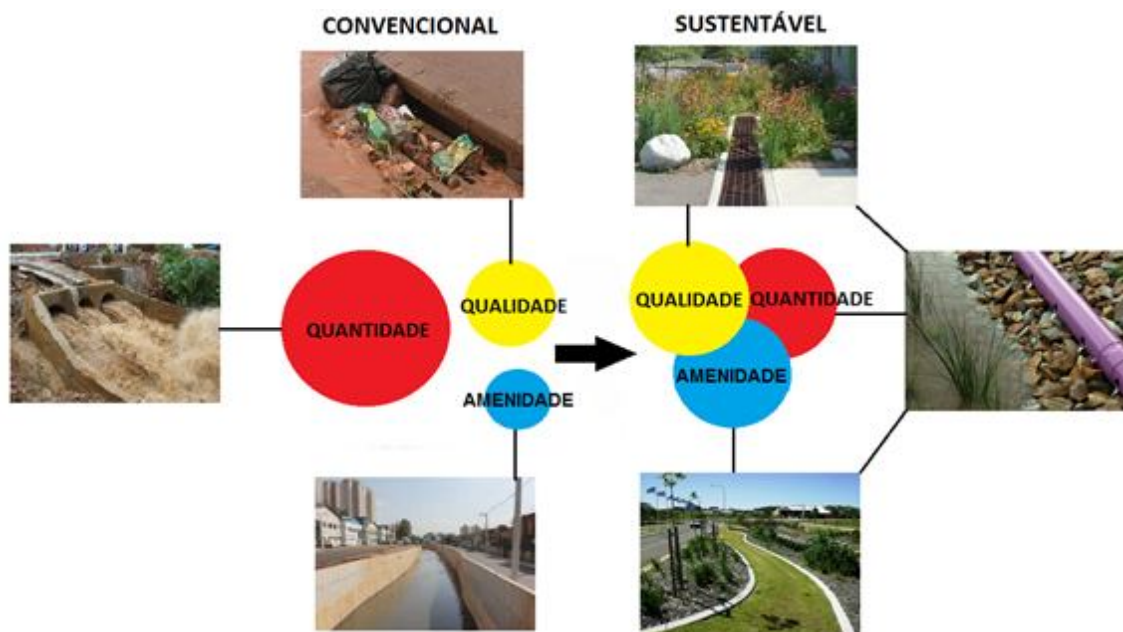 CONVENCIONAL
SUSTENTÁVEL
QUANTIDADE
QUALIDADE
AMENIDADE
QUALIDADE
QUANTIDADE
AMENIDADE